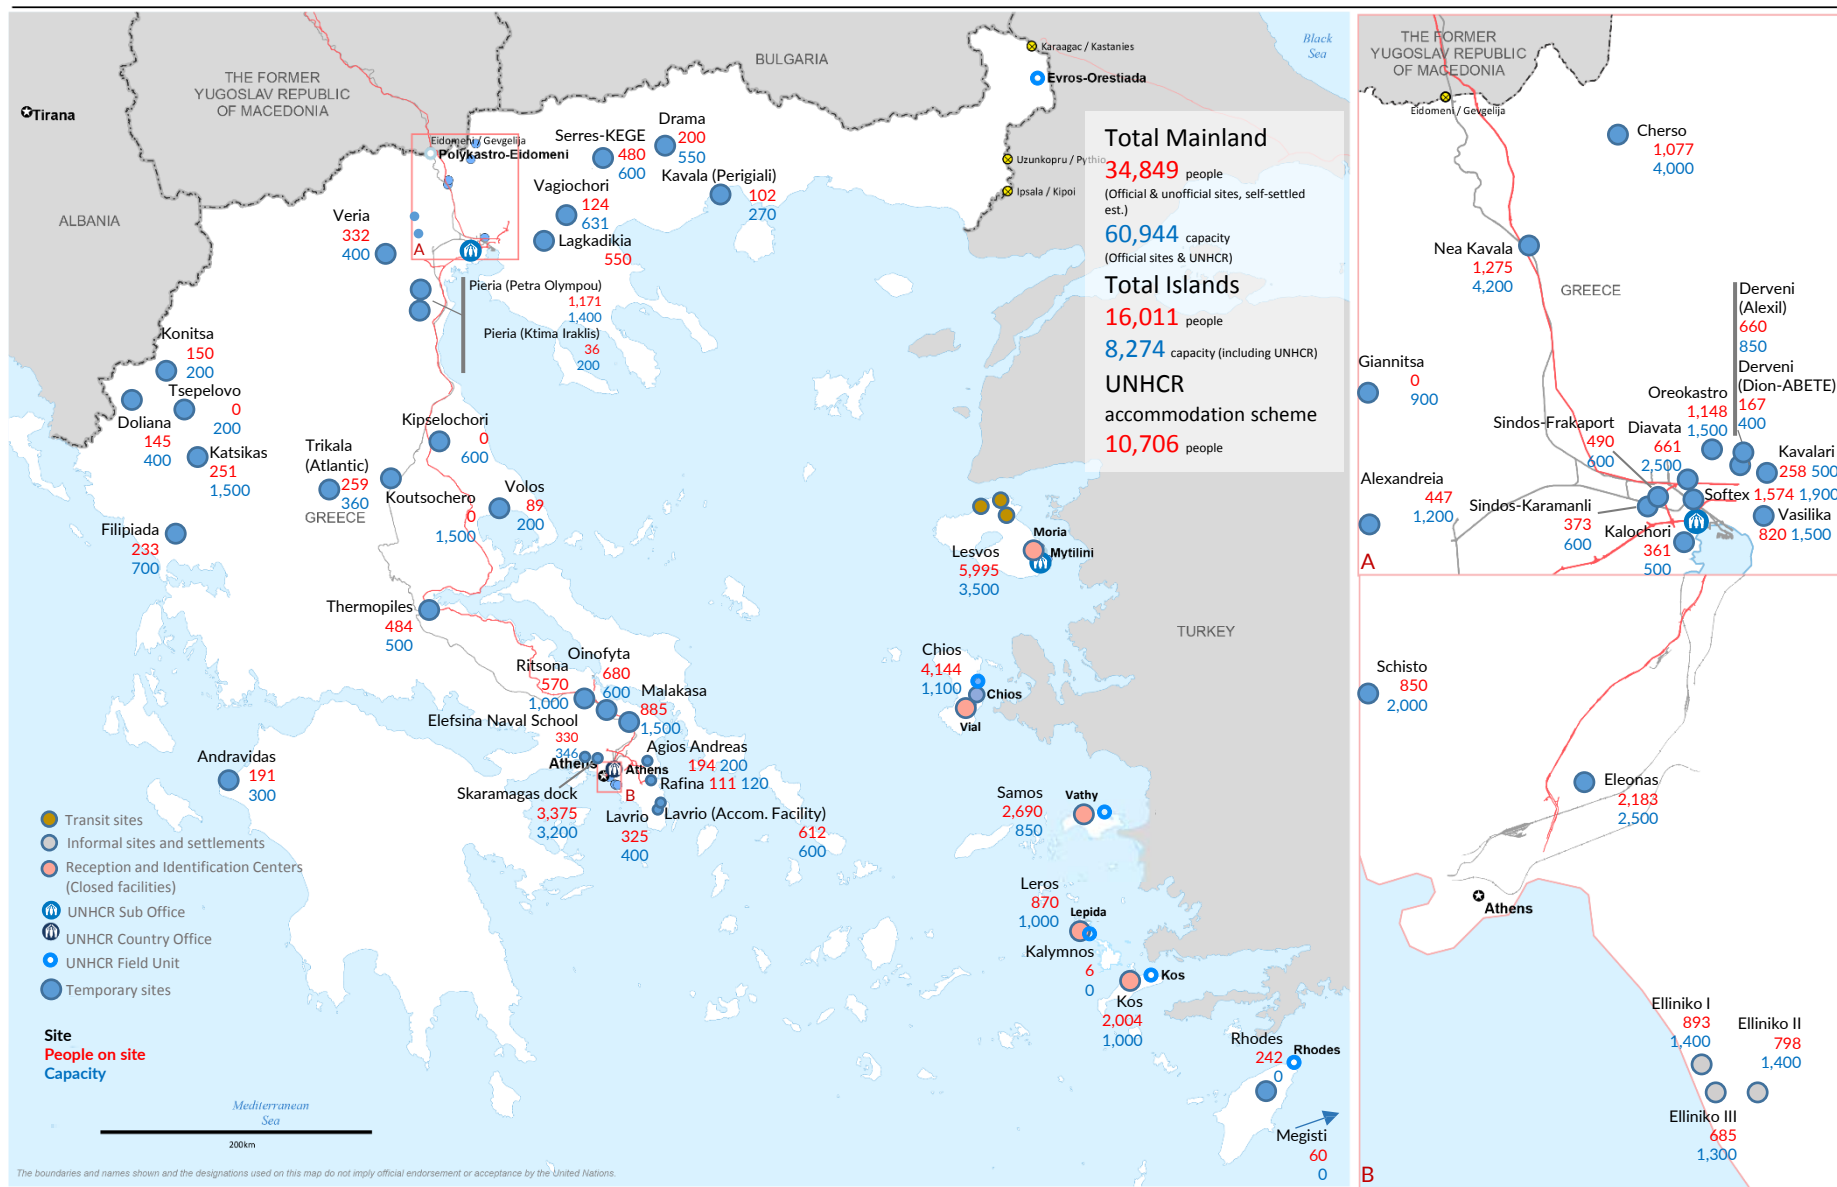 BULGARIA
THE FORMER
YUGOSLAV REPUBLIC
OF MACEDONIA
Tirana
ALBANIA
Black
Sea
Karaagac / Kastanies
Evros-Orestiada
Uzunkopru / Pythio
Ipsala / Kipoi
Eidomeni / Gevgelija
Polykastro-Eidomeni
Serres-KEGE
480
600
Drama
200
550
Kavala (Perigiali)
102
270
Vagiochori
124
631
Lagkadikia
550
Veria
332
400
A
Pieria (Petra Olympou)
1,171
1,400
Pieria (Ktima Iraklis)
36
200
Konitsa
150
200
Tsepelovo
0
200
Doliana
145
400
Katsikas
251
1,500
Filipiada
233
700
Trikala
(Atlantic)
259
360
GREECE
Kipselochori
0
600
Koutsochero
0
1,500
Volos
89
200
Thermopiles
484
500
Ritsona
570
1,000
Oinofyta
680
600
Malakasa
885
1,500
Elefsina Naval School
330
346
Athens
Athens
B
Agios Andreas
194 200
Rafina 111 120
Skaramagas dock
3,375
3,200
Lavrio
325
400
Lavrio (Accom. Facility)
612
600
Andravidas
191
300
Total Mainland
34,849 people
(Official & unofficial sites, self-settled
est.)
60,944 capacity
(Official sites & UNHCR)
Total Islands
16,011 people
8,274 capacity (including UNHCR)
UNHCR
accommodation scheme
10,706 people
Moria
Mytilini
Lesvos
5,995
3,500
TURKEY
Chios
4,144
1,100
Chios
Vial
Samos
2,690
850
Vathy
Leros
870
1,000
Lepida
Kalymnos
6
0
Kos
Kos
2,004
1,000
Rhodes
242
0
Rhodes
Megisti
60
0
Transit sites
Informal sites and settlements
Reception and Identification Centers
(Closed facilities)
UNHCR Sub Office
UNHCR Country Office
UNHCR Field Unit
Temporary sites
Site
People on site
Capacity
Mediterranean
Sea
200km
The boundaries and names shown and the designations used on this map do not imply official endorsement or acceptance by the United Nations.
THE FORMER
YUGOSLAV REPUBLIC
OF MACEDONIA
Eidomeni / Gevgelija
Cherso
1,077
4,000
Nea Kavala
1,275
4,200
GREECE
Derveni
(Alexil)
660
850
Derveni
(Dion-ABETE)
167
400
Giannitsa
0
900
Oreokastro
1,148
1,500
Sindos-Frakaport
490
600
Diavata
661
2,500
Kavalari
258 500
Softex 1,574 1,900
Vasilika
820 1,500
Alexandreia
447
1,200
Sindos-Karamanli
373
600
Kalochori
361
500
A
Schisto
850
2,000
Eleonas
2,183
2,500
Athens
Elliniko I
893
1,400
Elliniko II
798
1,400
Elliniko III
685
1,300
B